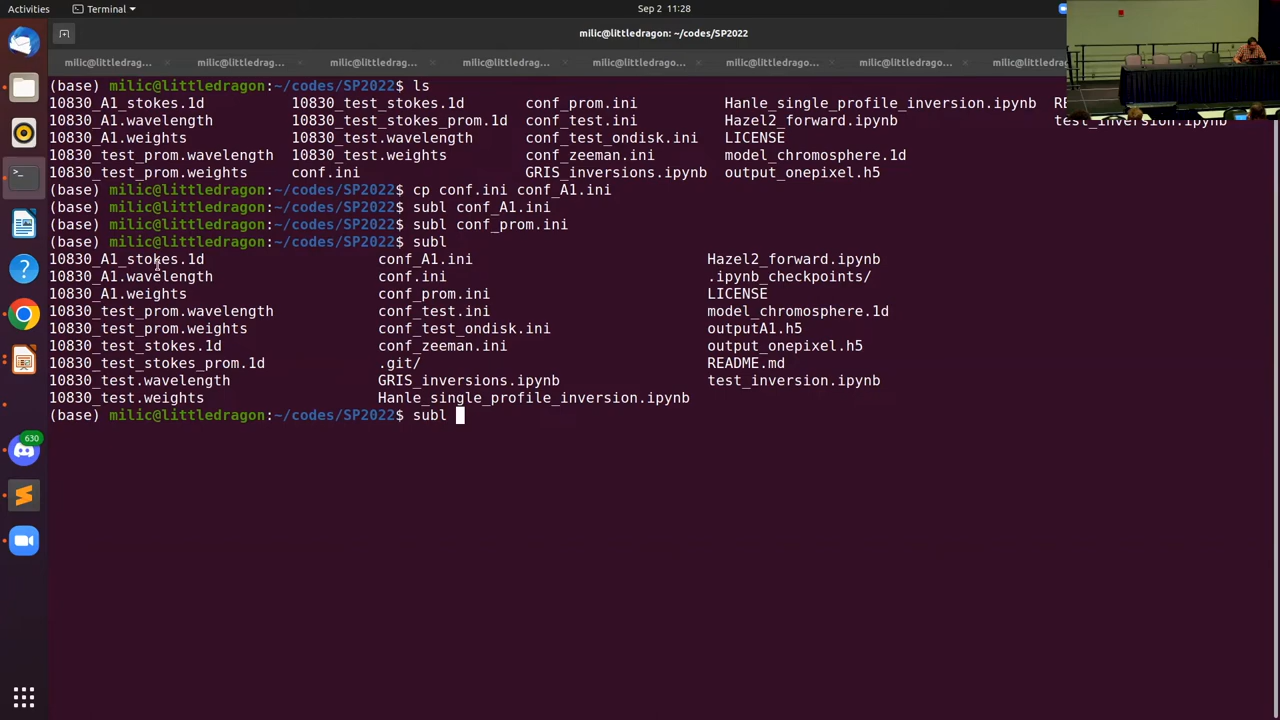 Activities Terminal Sep 2 11:28
milic@littledragon: ~/codes/SP2022
milic@littledrag... milic@littledrag... milic@littledrag... milic@littledrag... milic@littledrago... milic@littledrag... milic@littledrag...
(base) milic@littledragon:~/codes/SP2022$ ls
10830_A1_stokes.1d 10830_test_stokes.1d conf_prom.ini Hanle_single_profile_inversion.ipynb
10830_A1.wavelength 10830_test_stokes_prom.1d conf_test.ini Hazel2_forward.ipynb test_inversion.ipynb
10830_A1.weights 10830_test.wavelength conf_test_ondisk.ini LICENSE
10830_test_prom.wavelength 10830_test.weights conf_zeeman.ini model_chromosphere.1d
10830_test_prom.weights conf.ini GRIS_inversions.ipynb output_onepixel.h5
(base) milic@littledragon:~/codes/SP2022$ cp conf.ini conf_A1.ini
(base) milic@littledragon:~/codes/SP2022$ subl conf_A1.ini
(base) milic@littledragon:~/codes/SP2022$ subl conf_prom.ini
(base) milic@littledragon:~/codes/SP2022$ subl
10830_A1_stokes.1d conf_A1.ini Hazel2_forward.ipynb
10830_A1.wavelength conf.ini .ipynb_checkpoints/
10830_A1.weights conf_prom.ini LICENSE
10830_test_prom.wavelength conf_test.ini model_chromosphere.1d
10830_test_prom.weights conf_test_ondisk.ini outputA1.h5
10830_test_stokes.1d conf_zeeman.ini output_onepixel.h5
10830_test_stokes_prom.1d .git/ README.md
10830_test.wavelength GRIS_inversions.ipynb test_inversion.ipynb
10830_test.weights Hanle_single_profile_inversion.ipynb
(base) milic@littledragon:~/codes/SP2022$ subl
630